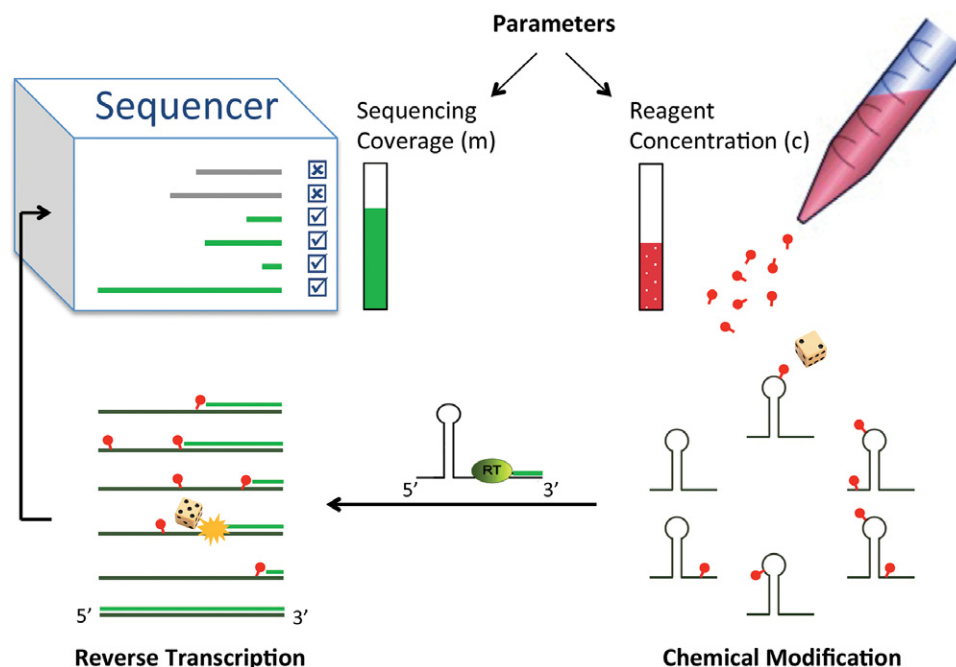 Parameters
Sequencer
Sequencing
Coverage (m)
Reagent
Concentration (c)
RT
5′ 3′
5′ 3′
Reverse Transcription
Chemical Modification